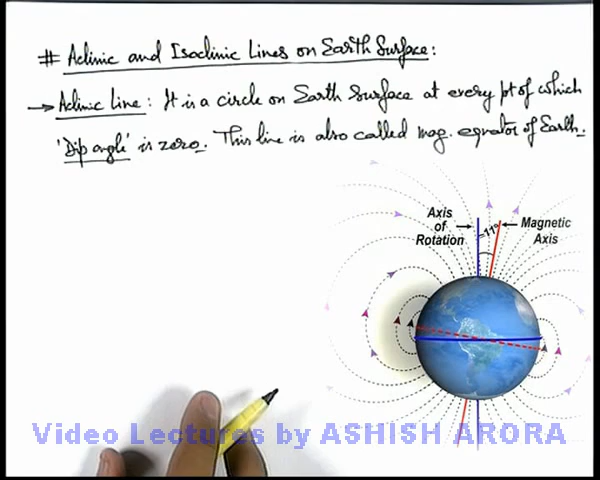 # Aclinic and Isoclinic Lines on Earth Surface:
→ Aclinic Line: It is a circle on Earth Surface at every pt of which
'Dip angle' is zero. This line is also called mag. equator of Earth.
Axis
of
Rotation
≈11°
Magnetic
Axis
Video Lectures by ASHISH ARORA